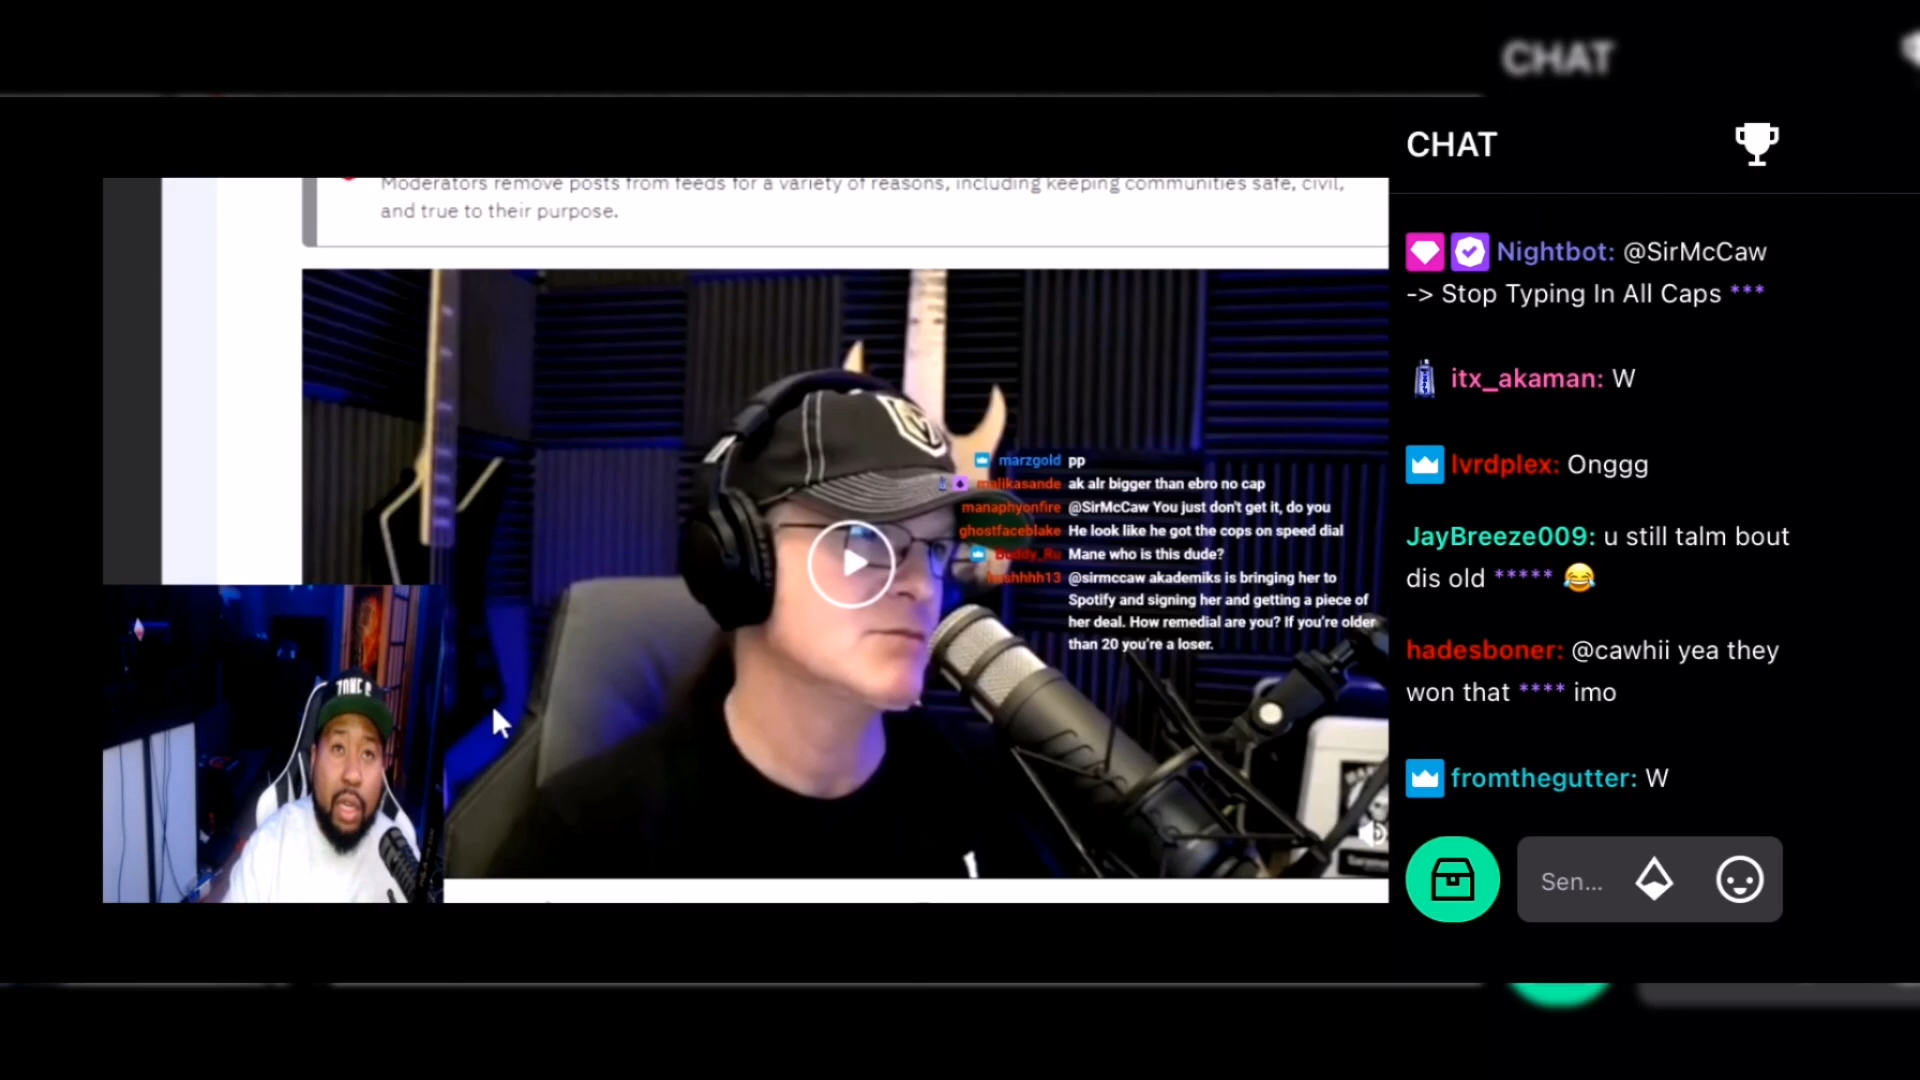 CHAT
CHAT
Moderators remove posts from feeds for a variety of reasons, including keeping communities safe, civil,
and true to their purpose.
marzgold pp
malikasande ak alr bigger than ebro no cap
manaphyonfire @SirMcCaw You just don't get it, do you
ghostfaceblake He look like he got the cops on speed dial
Buddy_Ru Mane who is this dude?
@sirmccaw akademiks is bringing her to
Spotify and signing her and getting a piece of
her deal. How remedial are you? If you're older
than 20 you're a loser.
Nightbot: @SirMcCaw
-> Stop Typing In All Caps ***
itx_akaman: W
lvrdplex: Onggg
JayBreeze009: u still talm bout
dis old ***** 😂
hadesboner: @cawhii yea they
won that **** imo
fromthegutter: W
Sen...